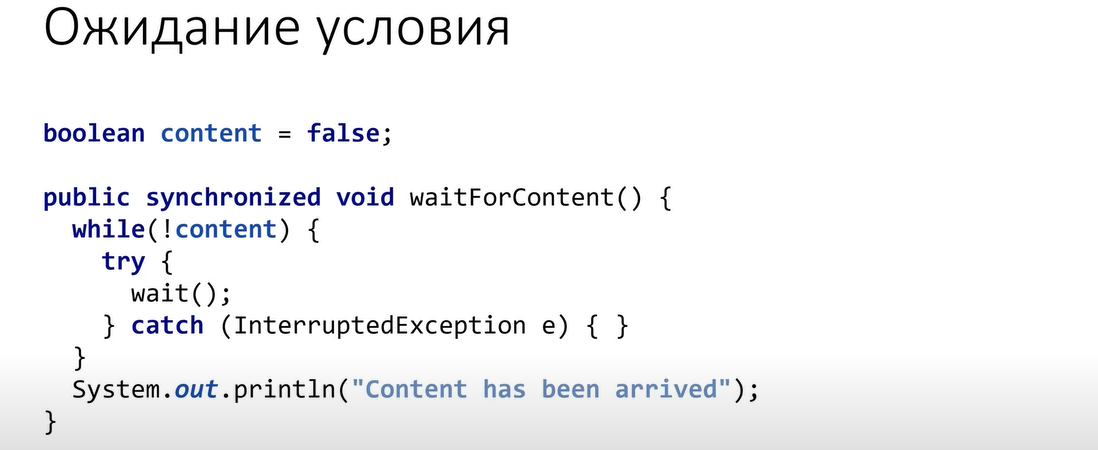 Ожидание условия
boolean content = false;
public synchronized void waitForContent() {
while(!content) {
try {
wait();
} catch (InterruptedException e) { }
}
System.out.println("Content has been arrived");
}